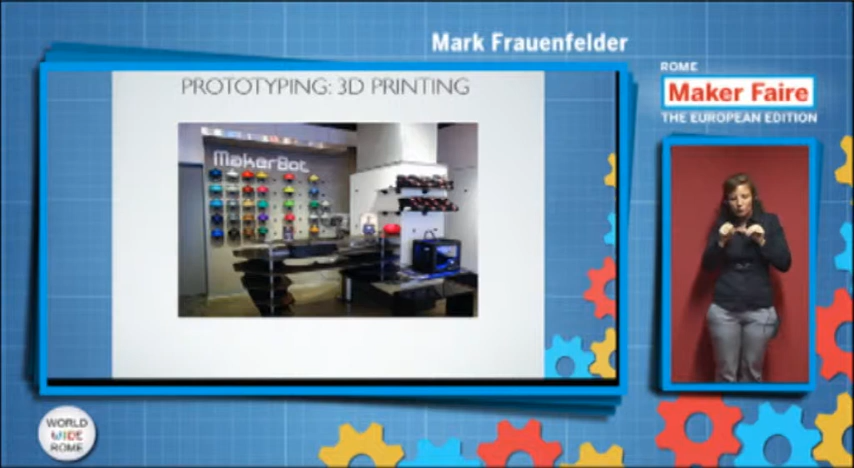 Mark Frauenfelder
PROTOTYPING: 3D PRINTING
MakerBot
ROME
Maker Faire
THE EUROPEAN EDITION
WORLD
WIDE
ROME